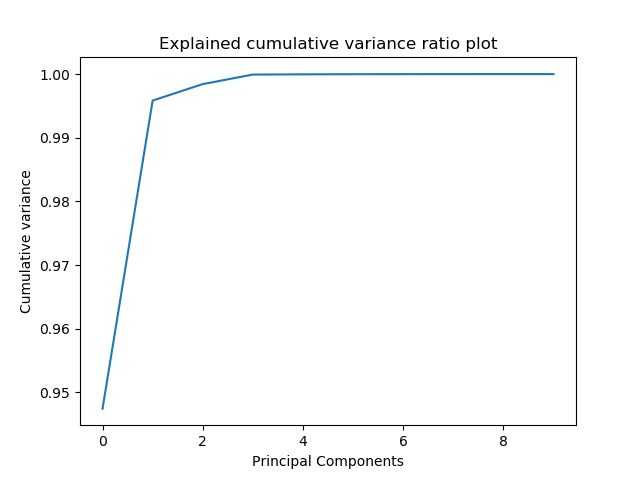 Explained cumulative variance ratio plot
1.00
0.99
0.98
0.97
0.96
0.95
Cumulative variance
0 2 4 6 8
Principal Components